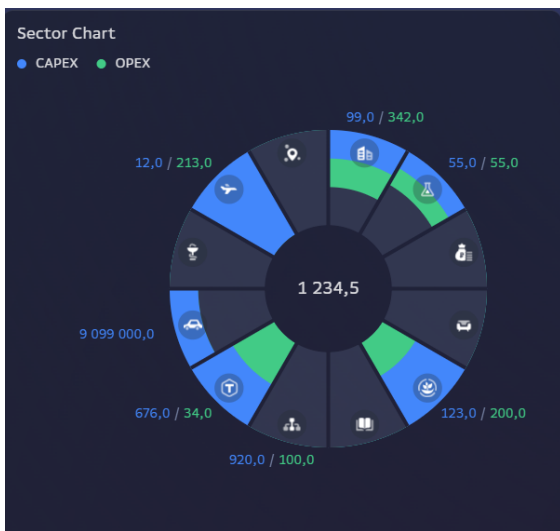 Sector Chart
CAPEX OPEX
99,0 / 342,0
12,0 / 213,0
55,0 / 55,0
1 234,5
9 099 000,0
676,0 / 34,0
123,0 / 200,0
920,0 / 100,0